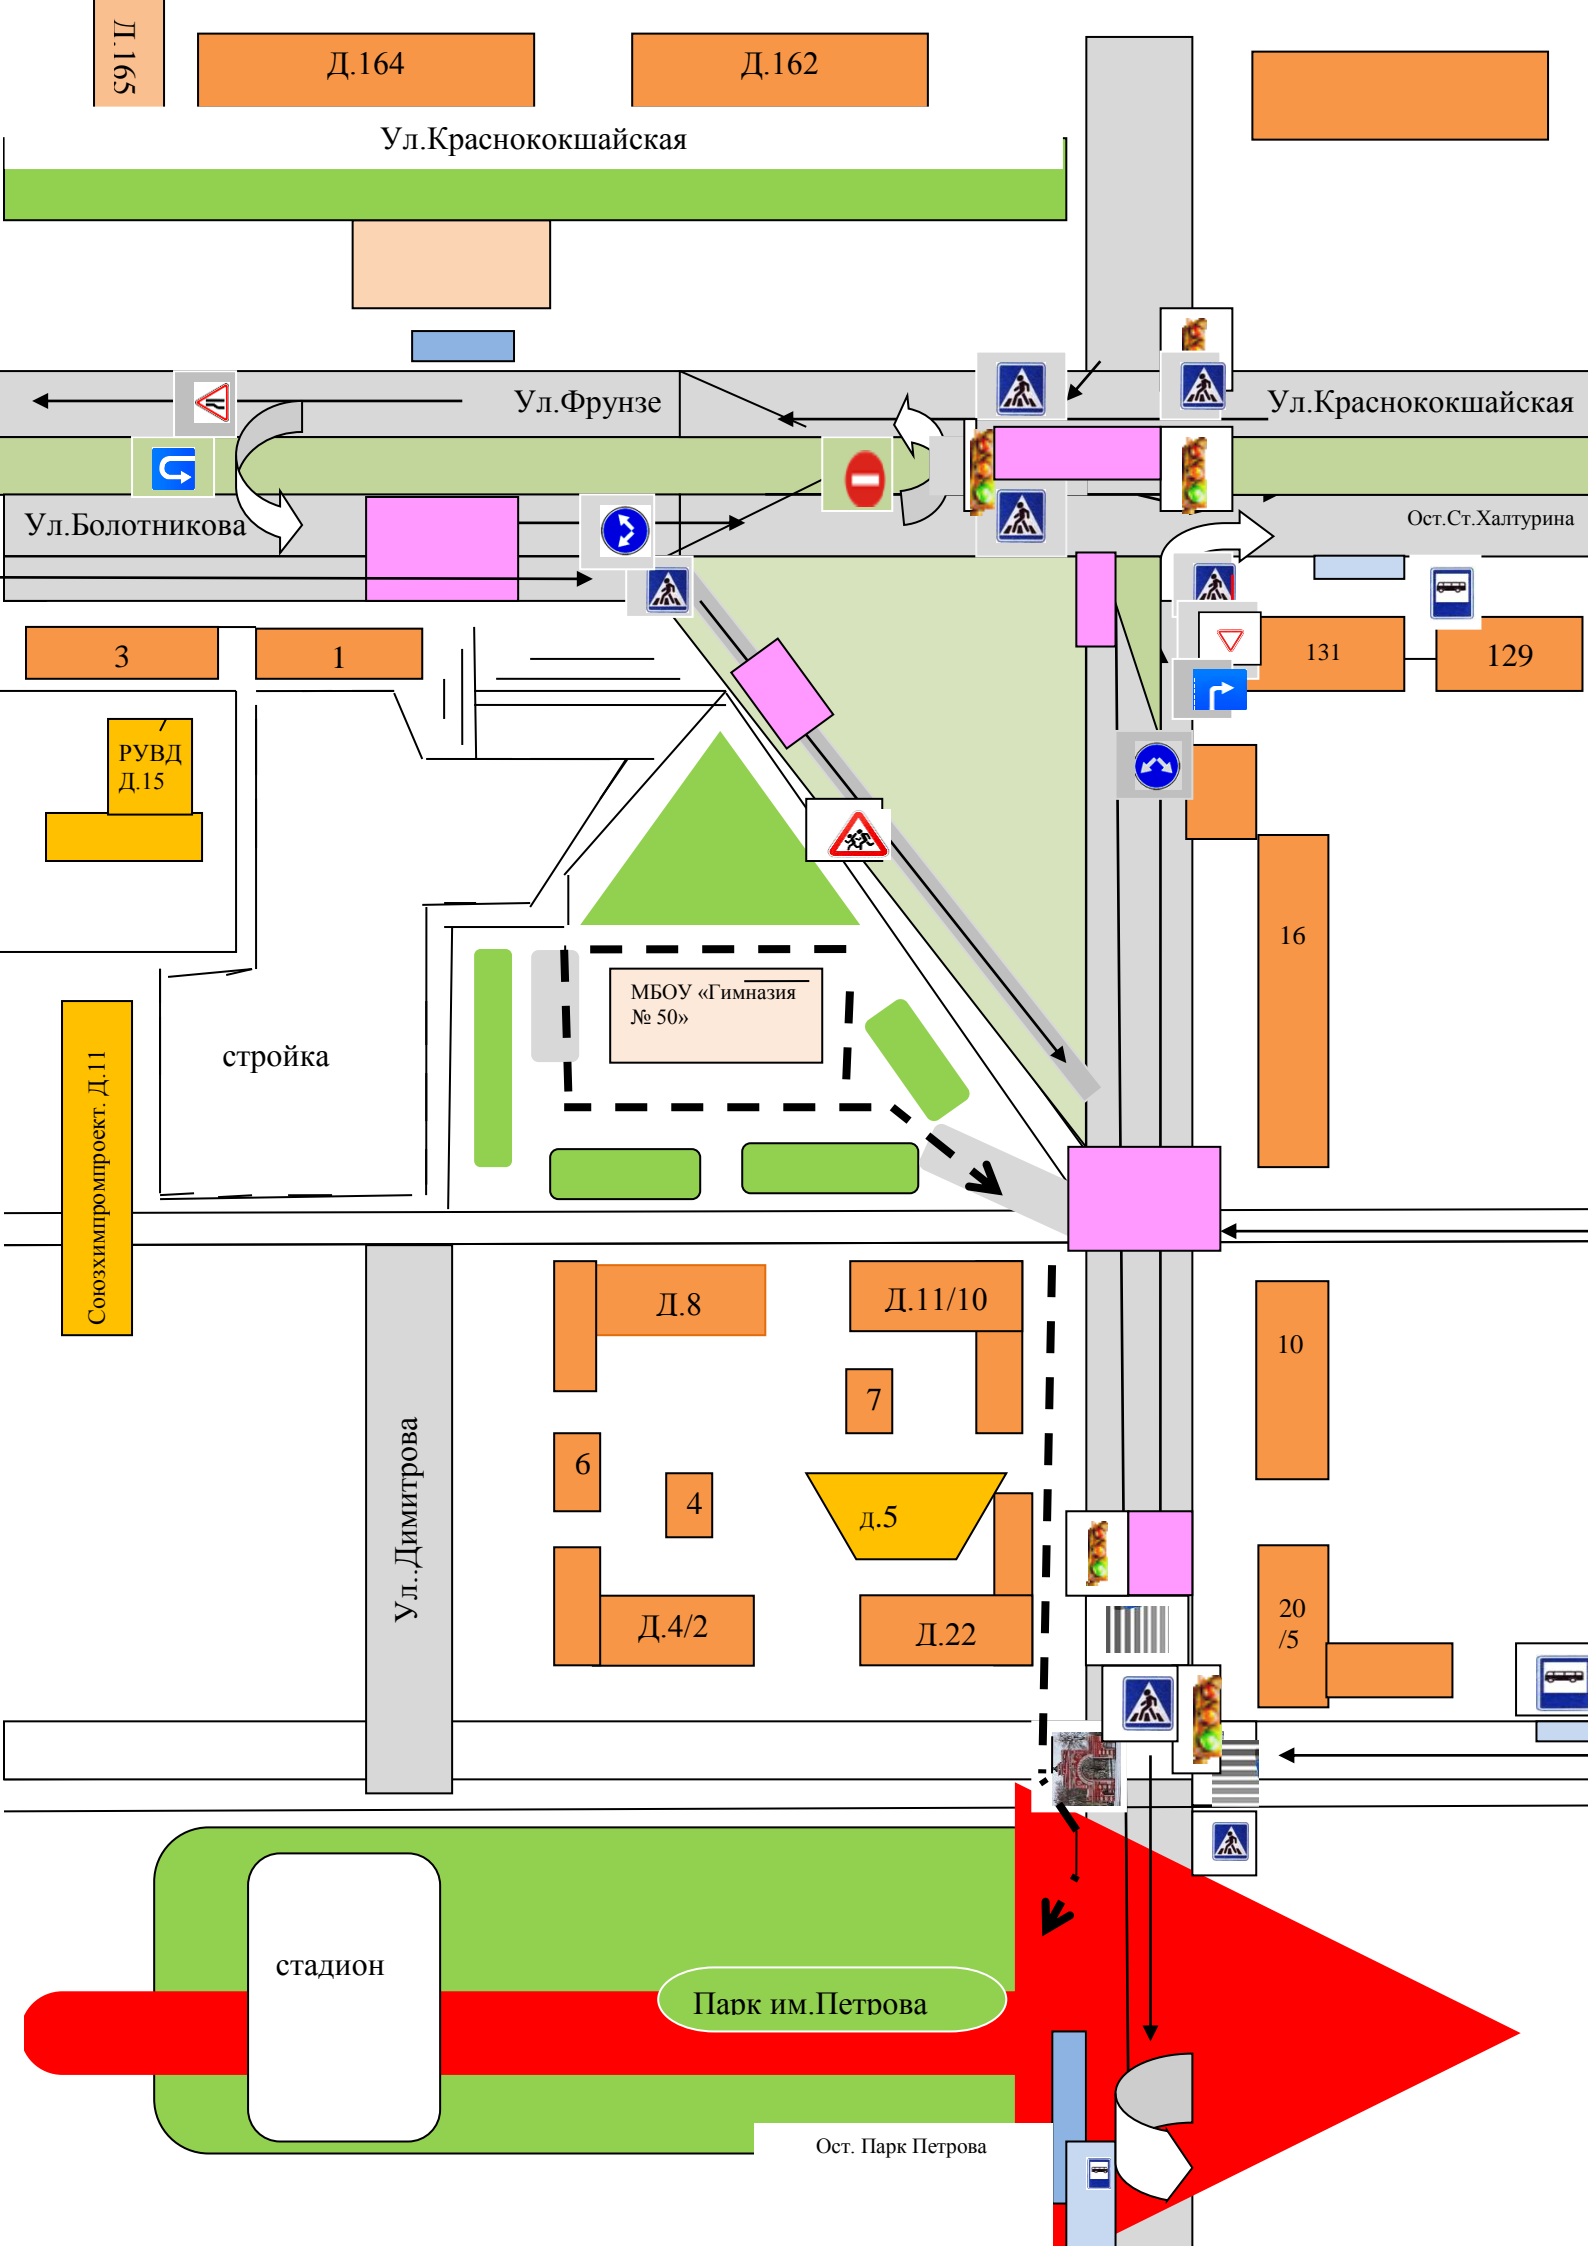 Д.165
Д.164
Д.162
Ул.Краснококшайская
Ул.Фрунзе
Ул.Краснококшайская
Ул.Болотникова
Ост.Ст.Халтурина
3
1
131
129
РУВД
Д.15
16
МБОУ «Гимназия
№ 50»
стройка
Союзхимпромпроект. Д.11
Д.8
Д.11/10
10
7
6
4
д.5
Ул..Димитрова
Д.4/2
Д.22
20
/5
стадион
Парк им.Петрова
Ост. Парк Петрова